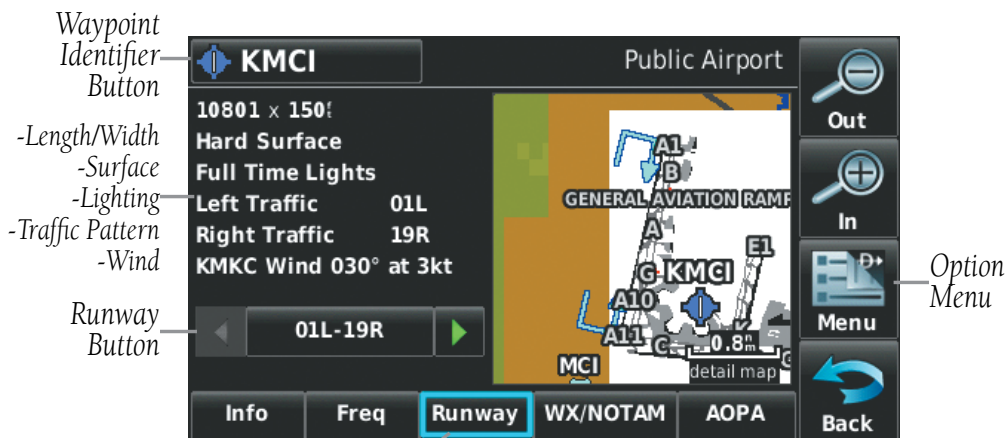 Waypoint
Identifier
Button
KMCI
Public Airport
Out
10801 x 150ft
Hard Surface
Full Time Lights
Left Traffic 01L
Right Traffic 19R
KMKC Wind 030° at 3kt
-Length/Width
-Surface
-Lighting
-Traffic Pattern
-Wind
A1
B
GENERAL AVIATION RAMP
A
E1
G
KMCI
A10
A11
C
K
MCI
0.8nm
detail map
In
Menu
Option
Menu
Runway
Button
01L-19R
Info
Freq
Runway
WX/NOTAM
AOPA
Back